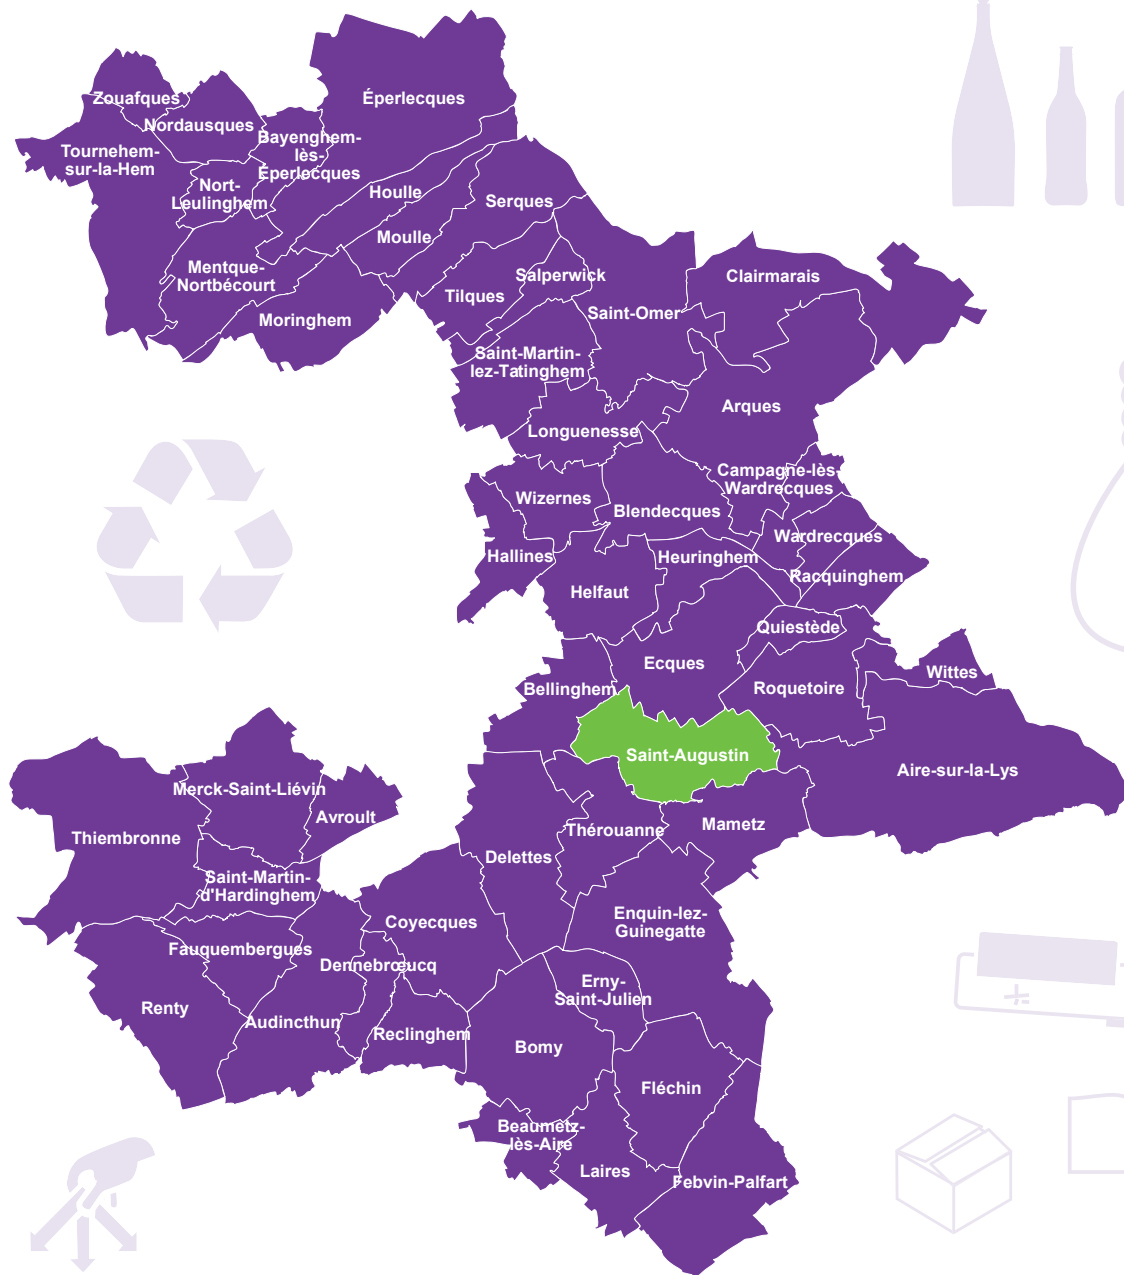 Éperlecques
Zouafques
Nordausques
Bayenghem-
lès-
Éperlecques
Tournehem-
sur-la-Hem
Nort-
Leulinghem
Houlle
Serques
Moulle
Mentque-
Nortbécourt
Salperwick
Clairmarais
Tilques
Moringhem
Saint-Omer
Saint-Martin-
lez-Tatinghem
Arques
Longuenesse
Campagne-lès-
Wardrecques
Wizernes
Blendecques
Wardrecques
Hallines
Heuringhem
Racquinghem
Helfaut
Quiestède
Ecques
Wittes
Bellinghem
Roquetoire
Saint-Augustin
Aire-sur-la-Lys
Merck-Saint-Liévin
Avroult
Thiembronne
Thérouanne
Mametz
Delettes
Saint-Martin-
d'Hardinghem
Coyecques
Enquin-lez-
Guinegatte
Fauquembergues
Dennebrœucq
Erny-
Saint-Julien
Renty
Audincthun
Reclinghem
Bomy
Fléchin
Beaumetz-
lès-Aire
Laires
Febvin-Palfart